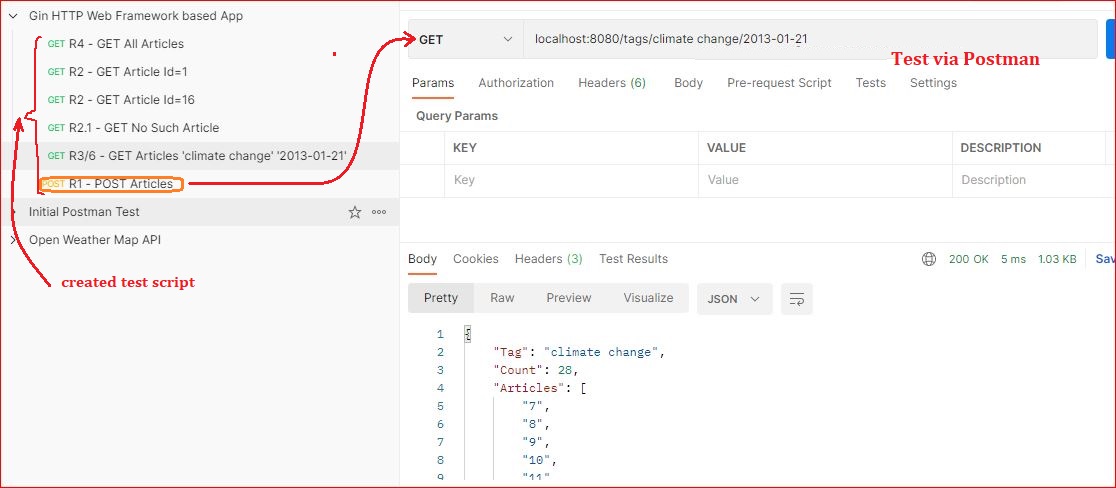 Gin HTTP Web Framework based App
GET R4 - GET All Articles
GET R2 - GET Article Id=1
GET R2 - GET Article Id=16
GET R2.1 - GET No Such Article
GET R3/6 - GET Articles 'climate change' '2013-01-21'
POST R1 - POST Articles
Initial Postman Test
Open Weather Map API
created test script
GET localhost:8080/tags/climate change/2013-01-21
Test via Postman
Params Authorization Headers (6) Body Pre-request Script Tests Settings
Query Params
KEY VALUE DESCRIPTION
Key Value Description
Body Cookies Headers (3) Test Results 200 OK 5 ms 1.03 KB Sav
Pretty Raw Preview Visualize JSON
1 {
2 "Tag": "climate change",
3 "Count": 28,
4 "Articles": [
5 "7",
6 "8",
7 "9",
8 "10",
9 "11"